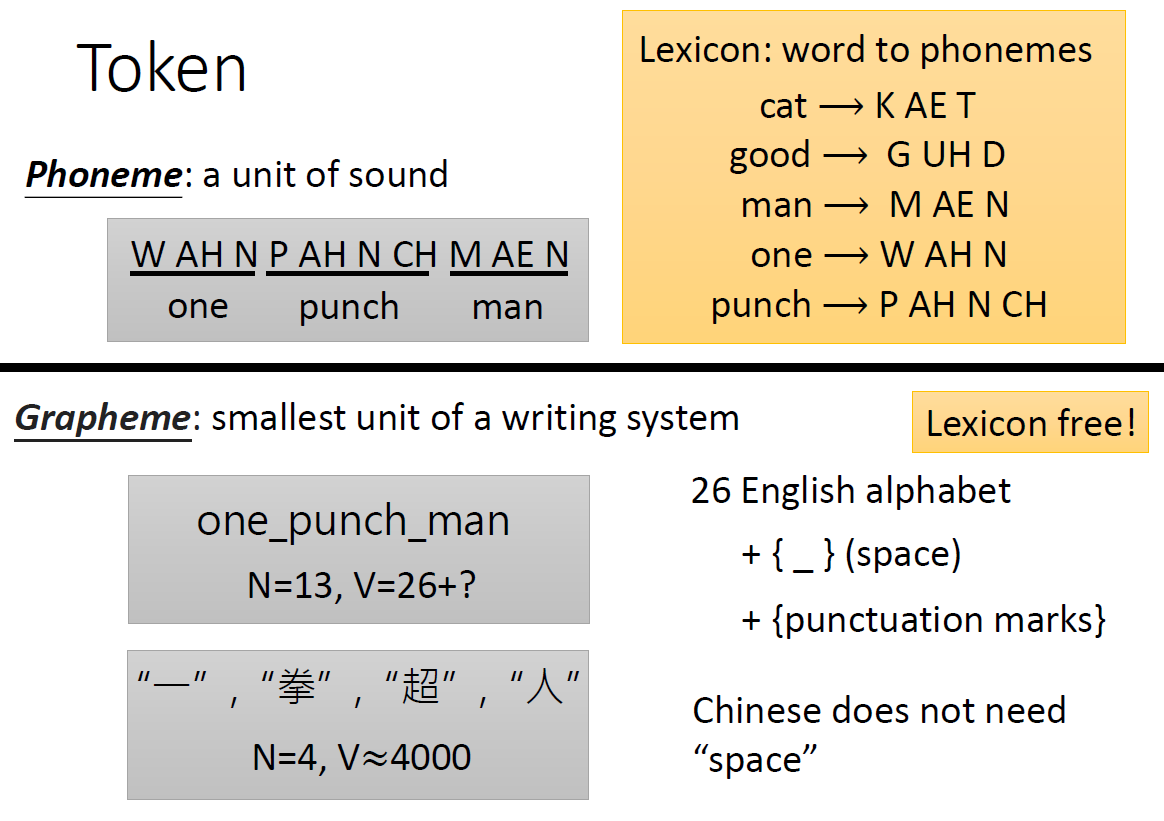 Token
Phoneme: a unit of sound
W AH N P AH N CH M AE N
one punch man
Lexicon: word to phonemes
cat ⟶ K AE T
good ⟶ G UH D
man ⟶ M AE N
one ⟶ W AH N
punch ⟶ P AH N CH
Grapheme: smallest unit of a writing system
Lexicon free!
one_punch_man
N=13, V=26+?
“一”，“拳”，“超”，“人”
N=4, V≈4000
26 English alphabet
+ { _ } (space)
+ {punctuation marks}
Chinese does not need
“space”